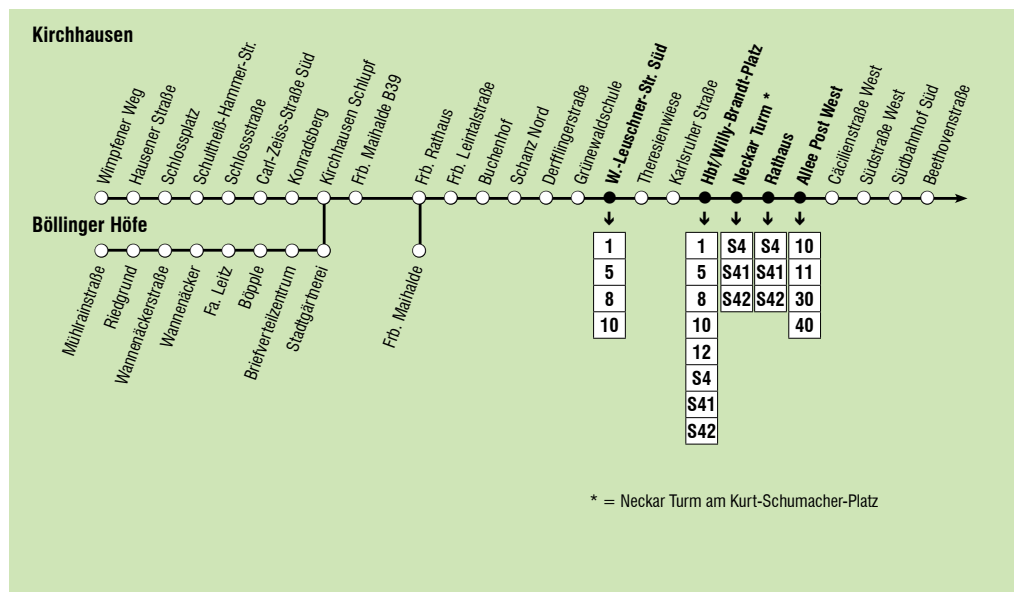 Kirchhausen
Wimpfener Weg
Hausener Straße
Schlossplatz
Schultheiß-Hammer-Str.
Schlossstraße
Carl-Zeiss-Straße Süd
Konradsberg
Kirchhausen Schlupf
Frb. Maihalde B39
Frb. Rathaus
Frb. Leintalstraße
Buchenhof
Schanz Nord
Derfflingerstraße
Grünewaldschule
W.-Leuschner-Str. Süd
Theresienwiese
Karlsruher Straße
Hbf/Willy-Brandt-Platz
Neckar Turm *
Rathaus
Allee Post West
Cäcilienstraße West
Südstraße West
Südbahnhof Süd
Beethovenstraße
Böllinger Höfe
Mühlrainstraße
Riedgrund
Wannenäckerstraße
Wannenäcker
Fa. Leitz
Böpple
Briefverteilzentrum
Stadtgärtnerei
Frb. Maihalde
1
5
8
10
1
5
8
10
12
S4
S41
S42
S4
S41
S42
S4
S41
S42
10
11
30
40
* = Neckar Turm am Kurt-Schumacher-Platz